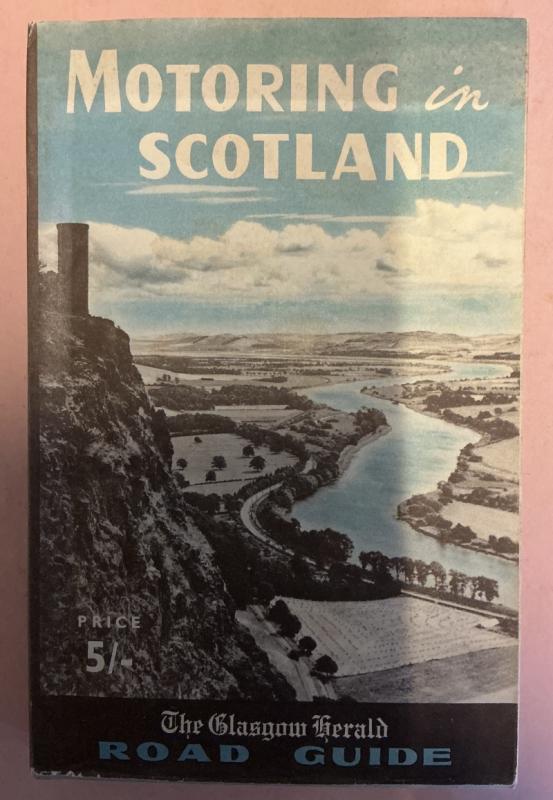 MOTORING in
SCOTLAND
PRICE
5/-
The Glasgow Herald
ROAD GUIDE